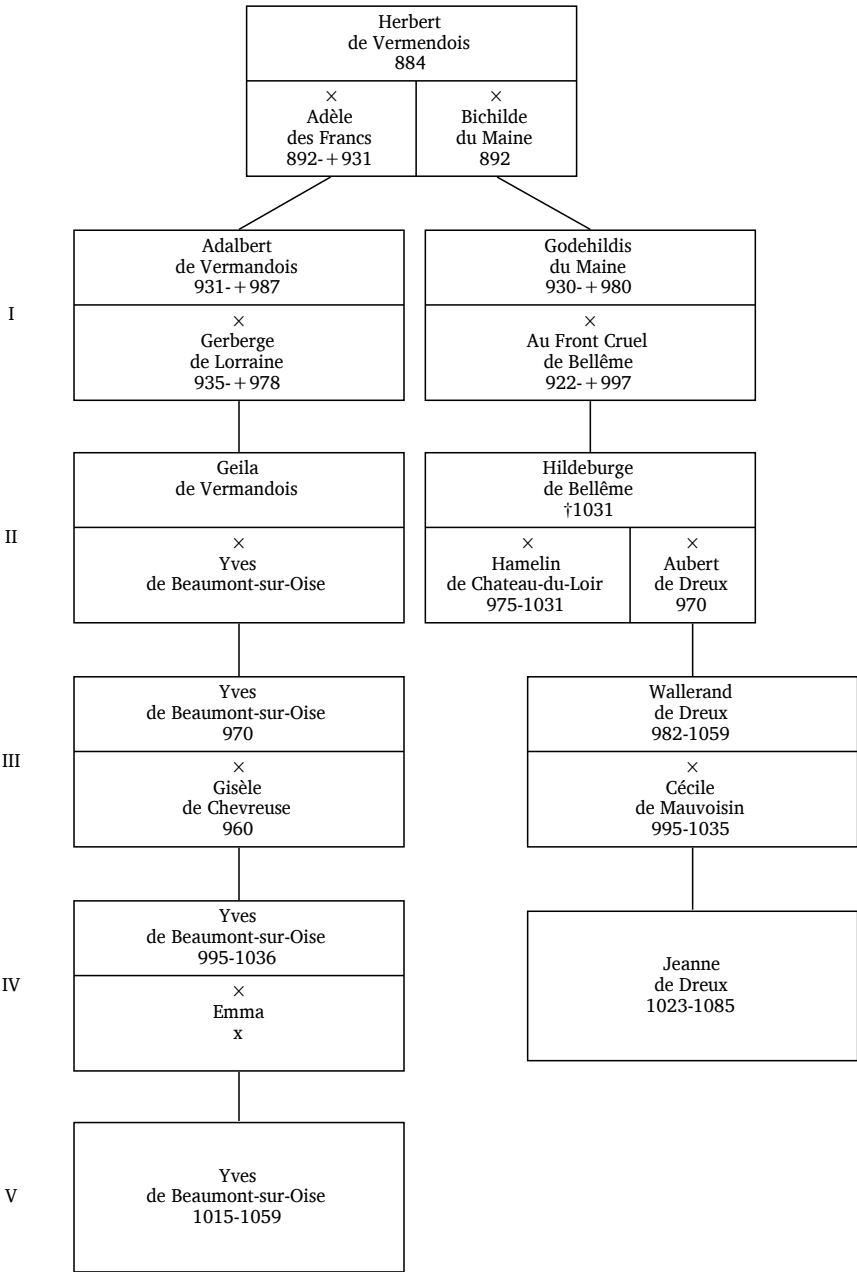 Herbert
de Vermendois
884
×
Adèle
des Francs
892-+931
×
Bichilde
du Maine
892
I
Adalbert
de Vermandois
931-+987
×
Gerberge
de Lorraine
935-+978
Godehildis
du Maine
930-+980
×
Au Front Cruel
de Bellême
922-+997
II
Geila
de Vermandois
×
Yves
de Beaumont-sur-Oise
Hildeburge
de Bellême
†1031
×
Hamelin
de Chateau-du-Loir
975-1031
×
Aubert
de Dreux
970
III
Yves
de Beaumont-sur-Oise
970
×
Gisèle
de Chevreuse
960
Wallerand
de Dreux
982-1059
×
Cécile
de Mauvoisin
995-1035
IV
Yves
de Beaumont-sur-Oise
995-1036
×
Emma
x
Jeanne
de Dreux
1023-1085
V
Yves
de Beaumont-sur-Oise
1015-1059